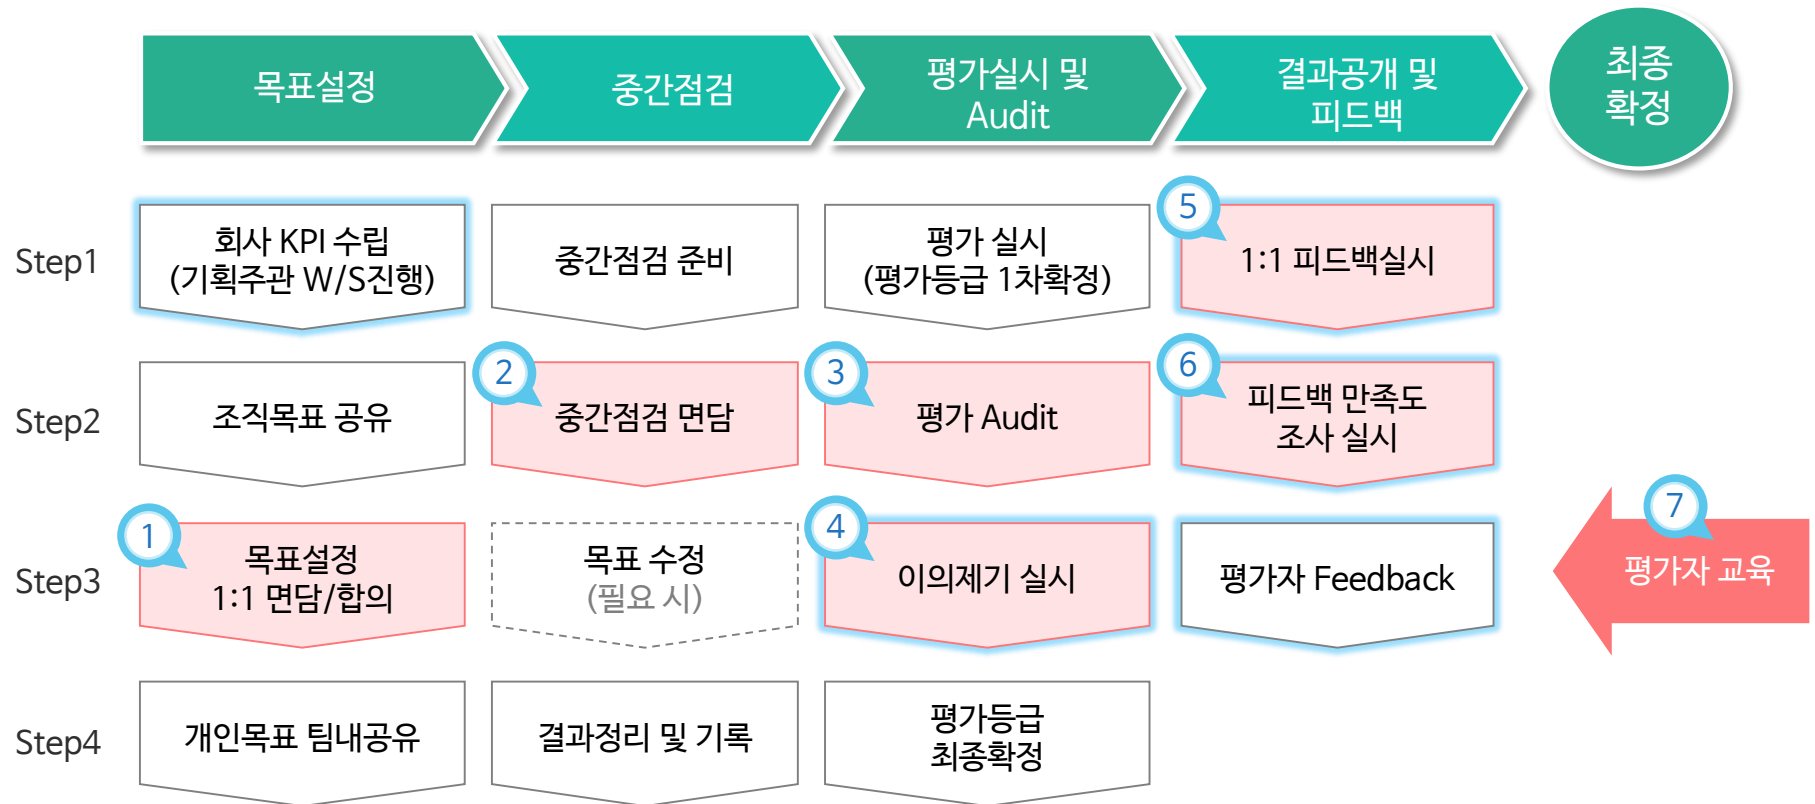 목표설정
중간점검
평가실시 및
Audit
결과공개 및
피드백
최종
확정
Step1
회사 KPI 수립
(기획주관 W/S진행)
중간점검 준비
평가 실시
(평가등급 1차확정)
5
1:1 피드백실시
Step2
조직목표 공유
2
중간점검 면담
3
평가 Audit
6
피드백 만족도
조사 실시
Step3
1
목표설정
1:1 면담/합의
목표 수정
(필요 시)
4
이의제기 실시
평가자 Feedback
7
평가자 교육
Step4
개인목표 팀내공유
결과정리 및 기록
평가등급
최종확정